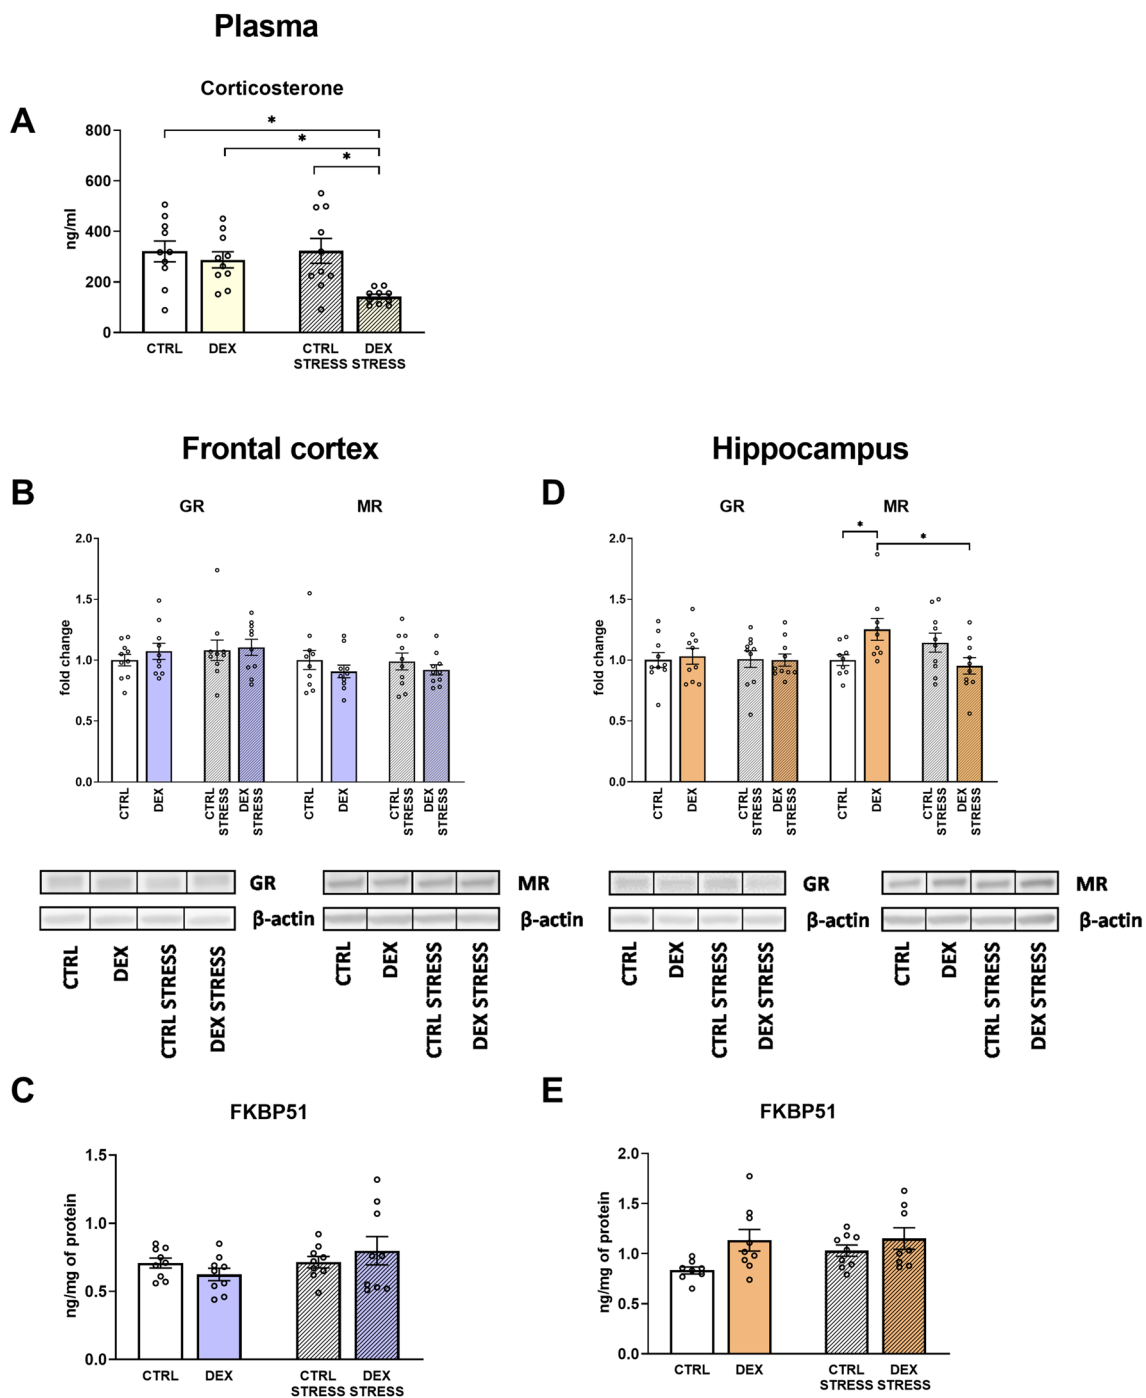 Plasma
Corticosterone
A
*
*
*
800
600
400
200
0
ng/ml
CTRL
DEX
CTRL STRESS
DEX STRESS
Frontal cortex
Hippocampus
B
GR
MR
2.0
1.5
1.0
0.5
0.0
fold change
CTRL
DEX
CTRL STRESS
DEX STRESS
CTRL
DEX
CTRL STRESS
DEX STRESS
D
GR
MR
*
*
2.0
1.5
1.0
0.5
0.0
fold change
CTRL
DEX
CTRL STRESS
DEX STRESS
CTRL
DEX
CTRL STRESS
DEX STRESS
GR
MR
GR
MR
β-actin
β-actin
β-actin
β-actin
CTRL
DEX
CTRL STRESS
DEX STRESS
CTRL
DEX
CTRL STRESS
DEX STRESS
CTRL
DEX
CTRL STRESS
DEX STRESS
CTRL
DEX
CTRL STRESS
DEX STRESS
C
FKBP51
1.5
1.0
0.5
0.0
ng/mg of protein
CTRL
DEX
CTRL STRESS
DEX STRESS
E
FKBP51
2.0
1.5
1.0
0.5
0.0
ng/mg of protein
CTRL
DEX
CTRL STRESS
DEX STRESS